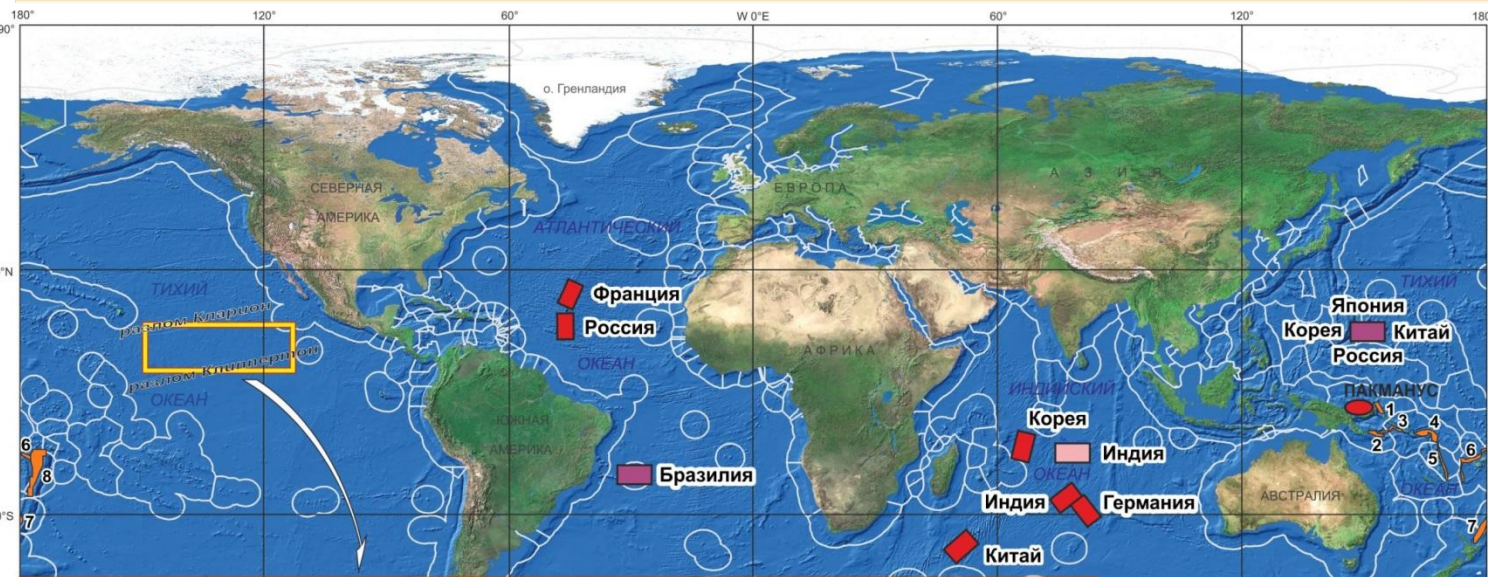 180°
120°
60°
W 0°E
60°
120°
180
90°
о. Гренландия
СЕВЕРНАЯ
АМЕРИКА
ЕВРОПА
АЗИЯ
АТЛАНТИЧЕСКИЙ
°N
ТИХИЙ
ТИХИЙ
разлом Кларион
Франция
Россия
Япония
Корея
Китай
Россия
АФРИКА
разлом Клиппертон
ОКЕАН
ОКЕАН
ИНДИЙСКИЙ
ПАКМАНУС
1
ЮЖНАЯ
АМЕРИКА
Корея
2
3
4
5
6
6
8
Индия
ОКЕАН
Бразилия
Индия
Германия
АВСТРАЛИЯ
ОКЕАН
7
°S
7
Китай